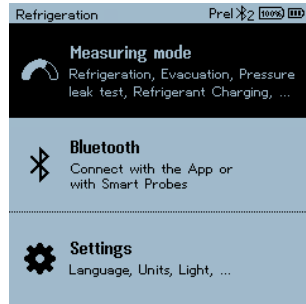 Refrigeration Prel 2 100%
Measuring mode
Refrigeration, Evacuation, Pressure
leak test, Refrigerant Charging, ...
Bluetooth
Connect with the App or
with Smart Probes
Settings
Language, Units, Light, ...